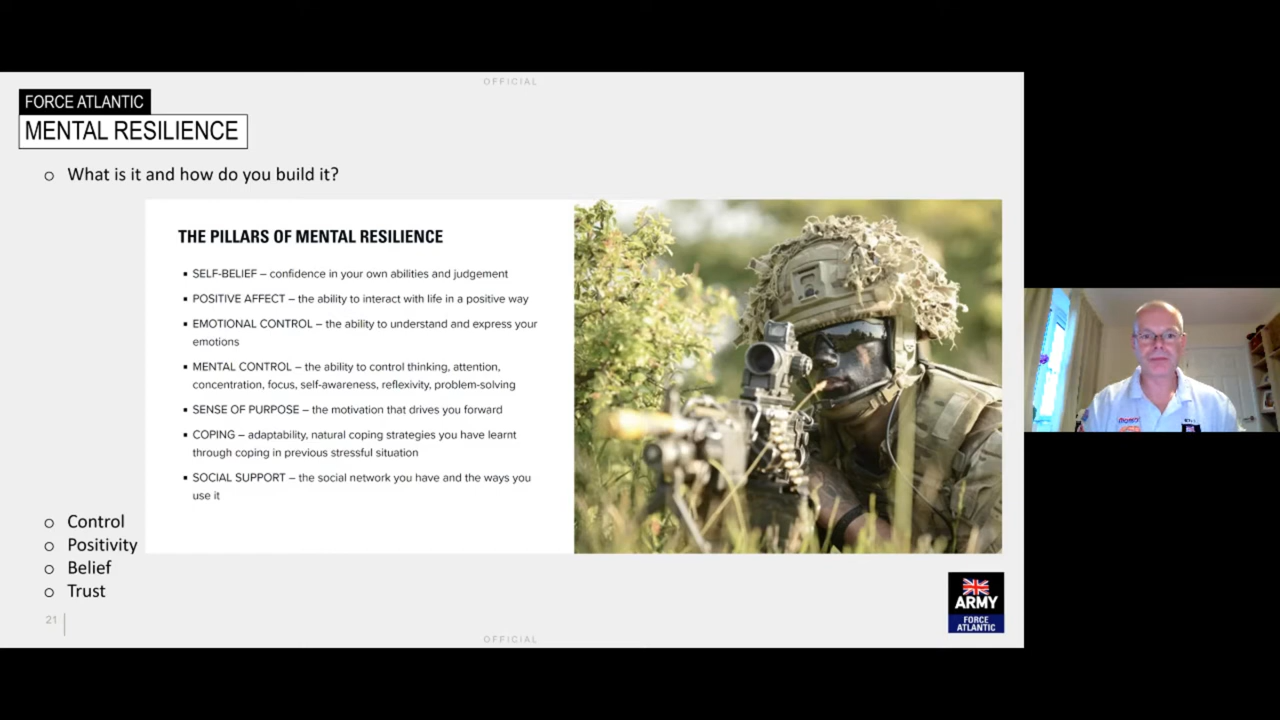 OFFICIAL
FORCE ATLANTIC
MENTAL RESILIENCE
o What is it and how do you build it?
THE PILLARS OF MENTAL RESILIENCE
▪ SELF-BELIEF – confidence in your own abilities and judgement
▪ POSITIVE AFFECT – the ability to interact with life in a positive way
▪ EMOTIONAL CONTROL – the ability to understand and express your
emotions
▪ MENTAL CONTROL – the ability to control thinking, attention,
concentration, focus, self-awareness, reflexivity, problem-solving
▪ SENSE OF PURPOSE – the motivation that drives you forward
▪ COPING – adaptability, natural coping strategies you have learnt
through coping in previous stressful situation
▪ SOCIAL SUPPORT – the social network you have and the ways you
use it
o Control
o Positivity
o Belief
o Trust
21
ARMY
FORCE
ATLANTIC
OFFICIAL